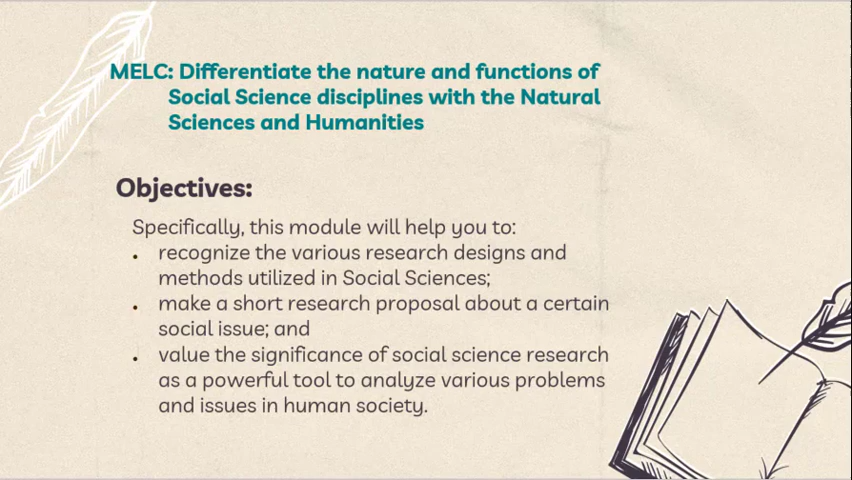 MELC: Differentiate the nature and functions of
Social Science disciplines with the Natural
Sciences and Humanities
Objectives:
Specifically, this module will help you to:
• recognize the various research designs and
methods utilized in Social Sciences;
• make a short research proposal about a certain
social issue; and
• value the significance of social science research
as a powerful tool to analyze various problems
and issues in human society.